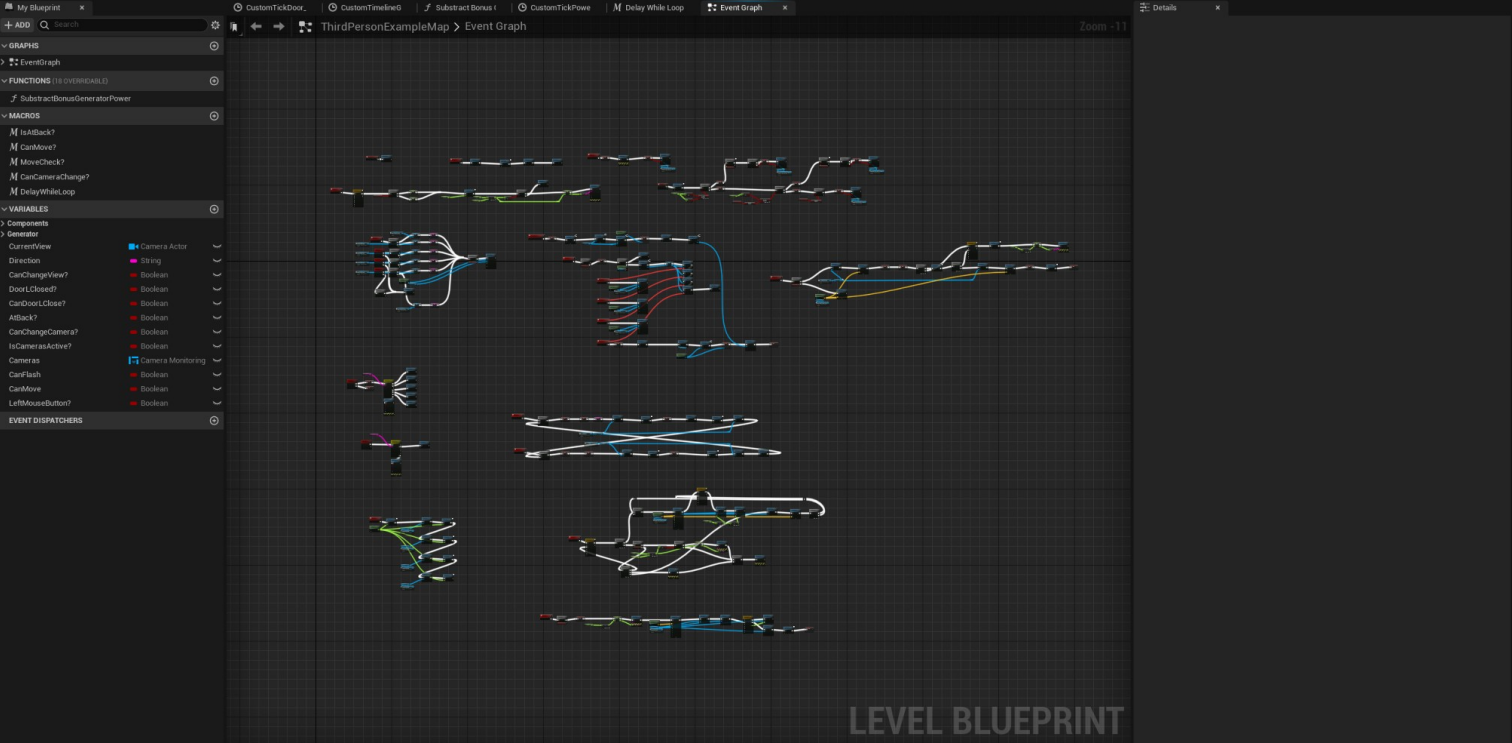 My Blueprint
CustomTickDoor_
CustomTimelineG
Substract Bonus
CustomTickPowe
Delay While Loop
Event Graph
Details
+ ADD
Search
ThirdPersonExampleMap > Event Graph
Zoom -11
GRAPHS
EventGraph
FUNCTIONS (18 OVERRIDABLE)
SubstractBonusGeneratorPower
MACROS
IsAtBack?
CanMove?
MoveCheck?
CanCameraChange?
DelayWhileLoop
VARIABLES
Components
Generator
CurrentView Camera Actor
Direction String
CanChangeView? Boolean
DoorLClosed? Boolean
CanDoorLClose? Boolean
AtBack? Boolean
CanChangeCamera? Boolean
IsCamerasActive? Boolean
Cameras Camera Monitoring
CanFlash Boolean
CanMove Boolean
LeftMouseButton? Boolean
EVENT DISPATCHERS
LEVEL BLUEPRINT